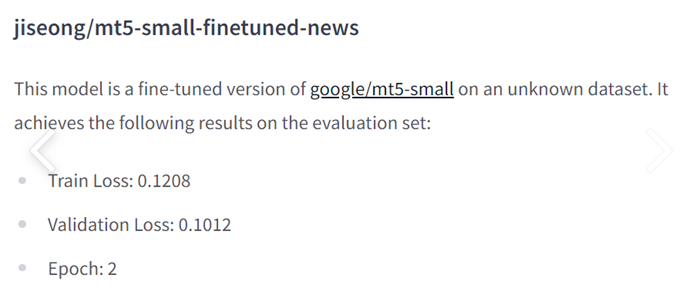 jiseong/mt5-small-finetuned-news
This model is a fine-tuned version of google/mt5-small on an unknown dataset. It
achieves the following results on the evaluation set:
Train Loss: 0.1208
Validation Loss: 0.1012
Epoch: 2